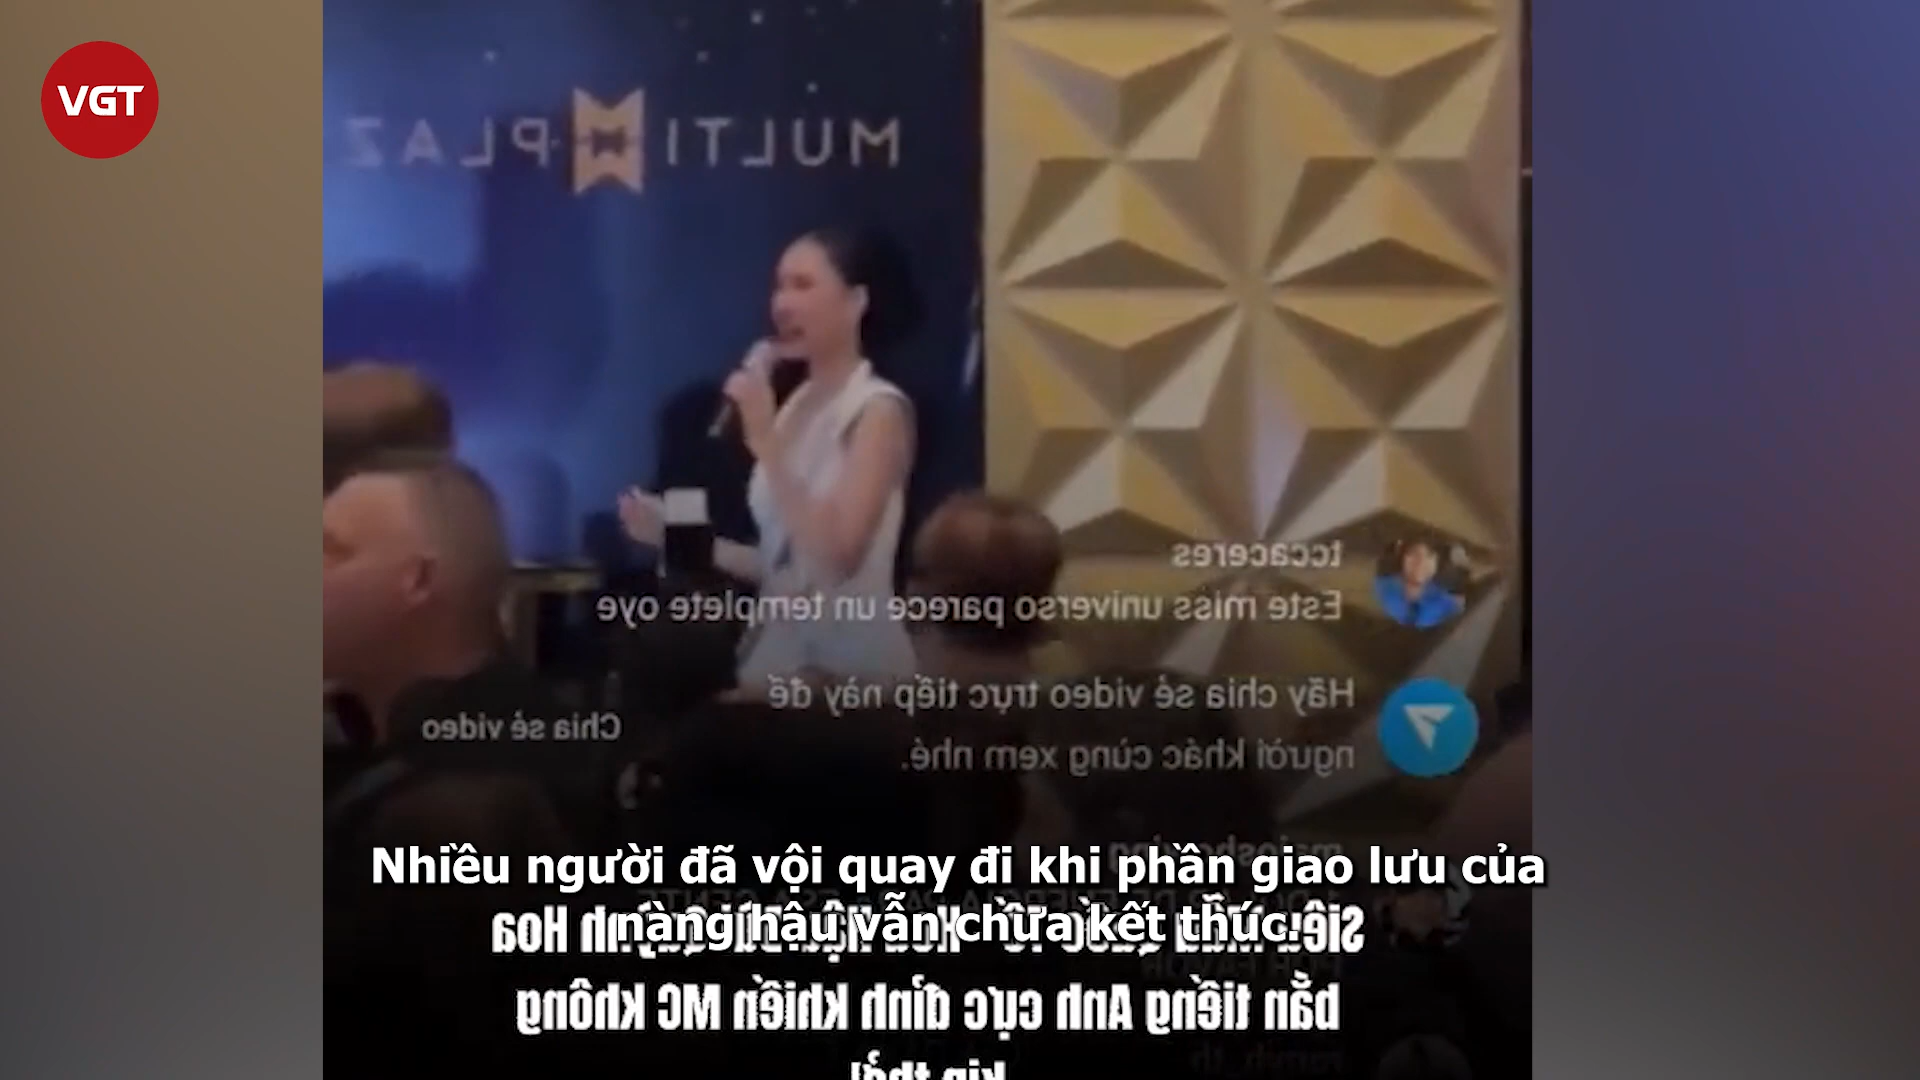 VGT
MULTI PLAZ
tccaceres
Este miss universo parece un templete oye
Hãy chia sẻ video trực tiếp này để
người khác cùng xem nhé.
Chia sẻ video
Nhiều người đã vội quay đi khi phần giao lưu của
nàng hậu vẫn chưa kết thúc.
Hoa
bắn tiếng Anh cực đỉnh khiến MC không